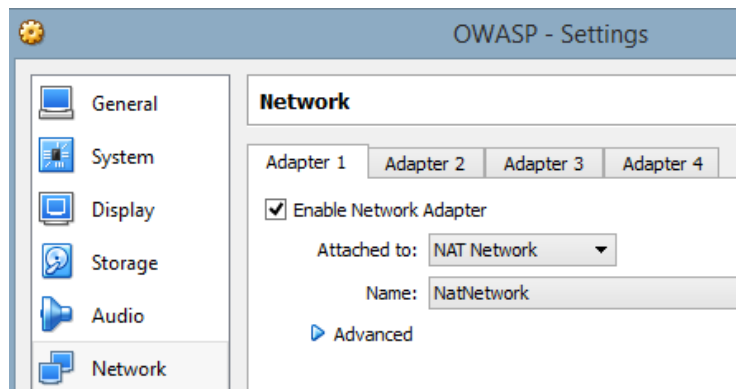 OWASP - Settings
General
System
Display
Storage
Audio
Network
Network
Adapter 1 Adapter 2 Adapter 3 Adapter 4
Enable Network Adapter
Attached to: NAT Network
Name: NatNetwork
Advanced